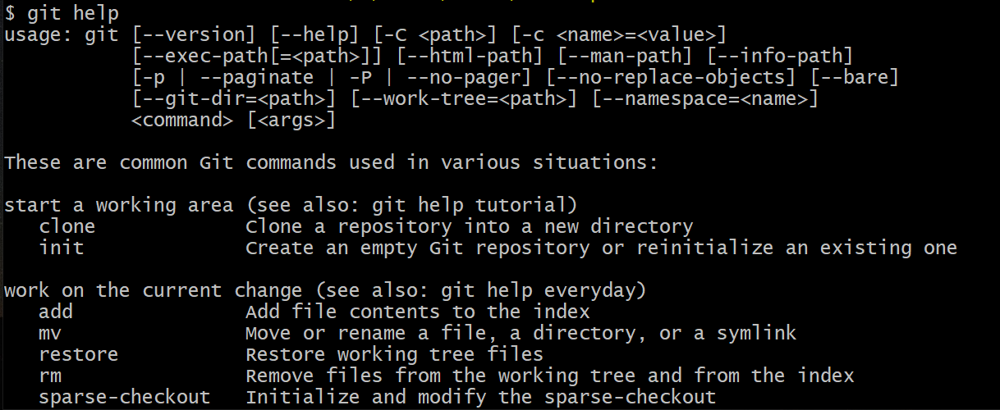 $ git help
usage: git [--version] [--help] [-C <path>] [-c <name>=<value>]
           [--exec-path[=<path>]] [--html-path] [--man-path] [--info-path]
           [-p | --paginate | -P | --no-pager] [--no-replace-objects] [--bare]
           [--git-dir=<path>] [--work-tree=<path>] [--namespace=<name>]
           <command> [<args>]

These are common Git commands used in various situations:

start a working area (see also: git help tutorial)
   clone             Clone a repository into a new directory
   init              Create an empty Git repository or reinitialize an existing one

work on the current change (see also: git help everyday)
   add               Add file contents to the index
   mv                Move or rename a file, a directory, or a symlink
   restore           Restore working tree files
   rm                Remove files from the working tree and from the index
   sparse-checkout   Initialize and modify the sparse-checkout